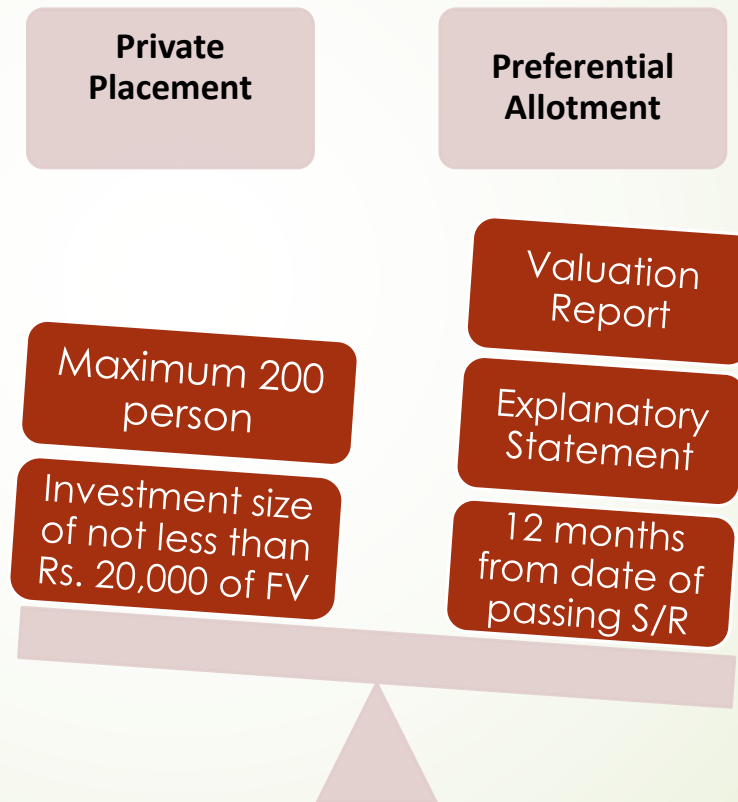 Private
Placement
Preferential
Allotment
Maximum 200
person
Investment size
of not less than
Rs. 20,000 of FV
Valuation
Report
Explanatory
Statement
12 months
from date of
passing S/R